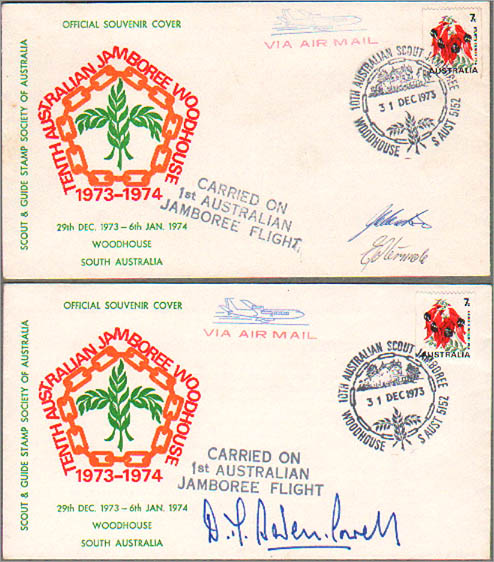 OFFICIAL SOUVENIR COVER
SCOUT & GUIDE STAMP SOCIETY OF AUSTRALIA
TENTH AUSTRALIAN JAMBOREE WOODHOUSE
1973-1974
29th DEC. 1973 – 6th JAN. 1974
WOODHOUSE
SOUTH AUSTRALIA
VIA AIR MAIL
CARRIED ON
1st AUSTRALIAN
JAMBOREE FLIGHT
7c
AUSTRALIA
10TH AUSTRALIAN SCOUT JAMBOREE
31 DEC 1973
WOODHOUSE S AUST 5152
OFFICIAL SOUVENIR COVER
SCOUT & GUIDE STAMP SOCIETY OF AUSTRALIA
TENTH AUSTRALIAN JAMBOREE WOODHOUSE
1973-1974
29th DEC. 1973 – 6th JAN. 1974
WOODHOUSE
SOUTH AUSTRALIA
VIA AIR MAIL
CARRIED ON
1st AUSTRALIAN
JAMBOREE FLIGHT
Baden-Powell
7c
AUSTRALIA
10TH AUSTRALIAN SCOUT JAMBOREE
31 DEC 1973
WOODHOUSE S AUST 5152